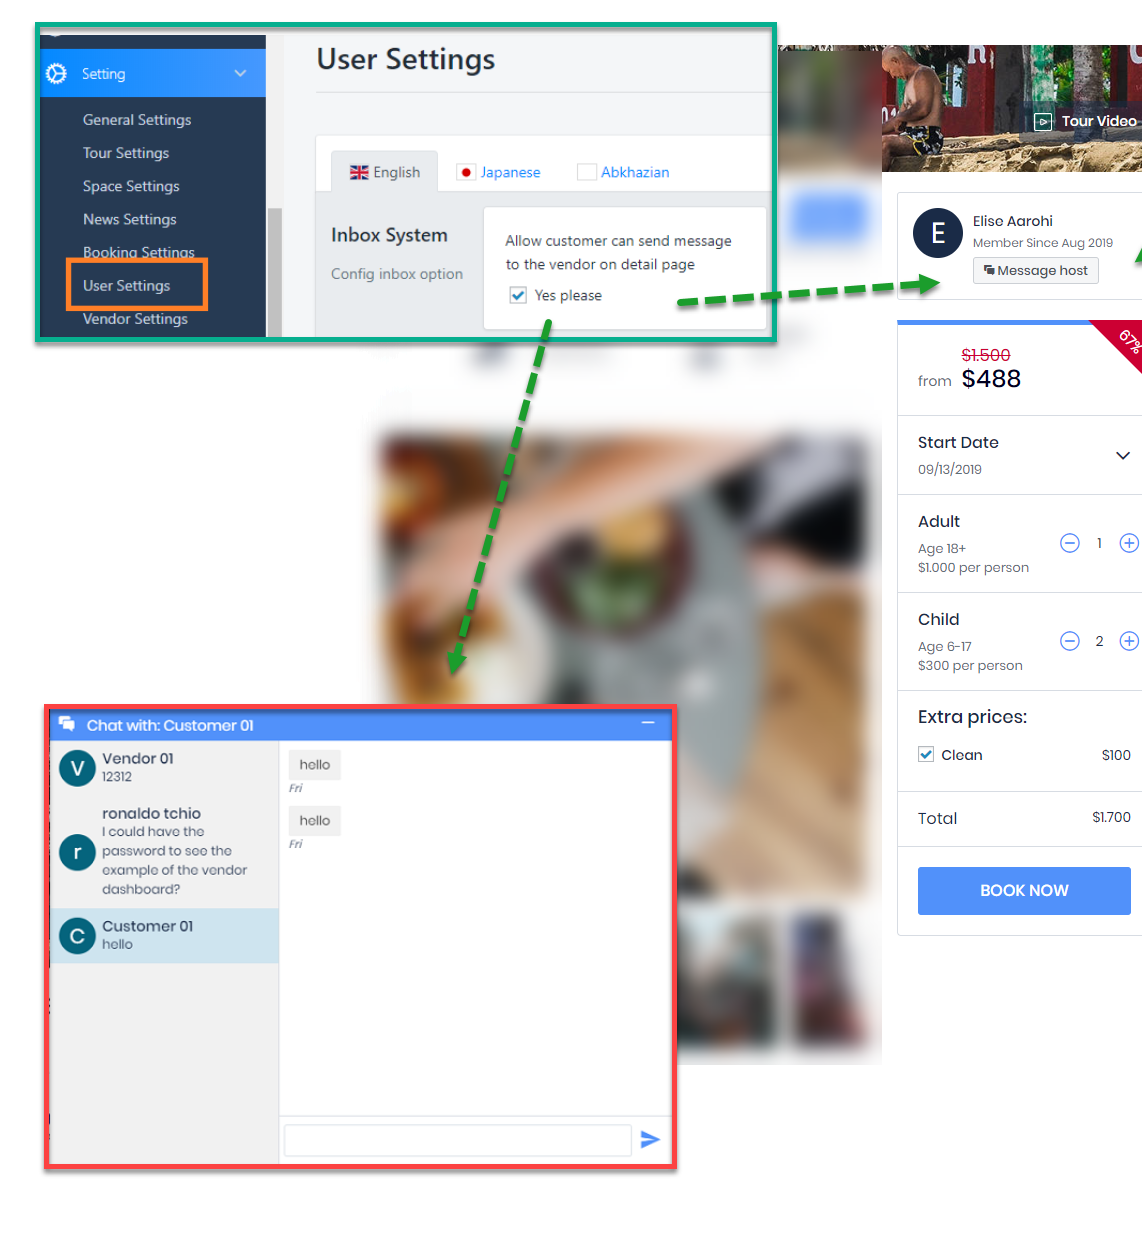 Setting
General Settings
Tour Settings
Space Settings
News Settings
Booking Settings
User Settings
Vendor Settings
User Settings
English
Japanese
Abkhazian
Inbox System
Config inbox option
Allow customer can send message
to the vendor on detail page
Yes please
Tour Video
E
Elise Aarohi
Member Since Aug 2019
Message host
67%
$1.500
from $488
Start Date
09/13/2019
Adult
Age 18+
$1.000 per person
1
Child
Age 6-17
$300 per person
2
Extra prices:
Clean
$100
Total
$1.700
BOOK NOW
Chat with: Customer 01
V
Vendor 01
12312
r
ronaldo tchio
I could have the
password to see the
example of the vendor
dashboard?
C
Customer 01
hello
hello
Fri
hello
Fri